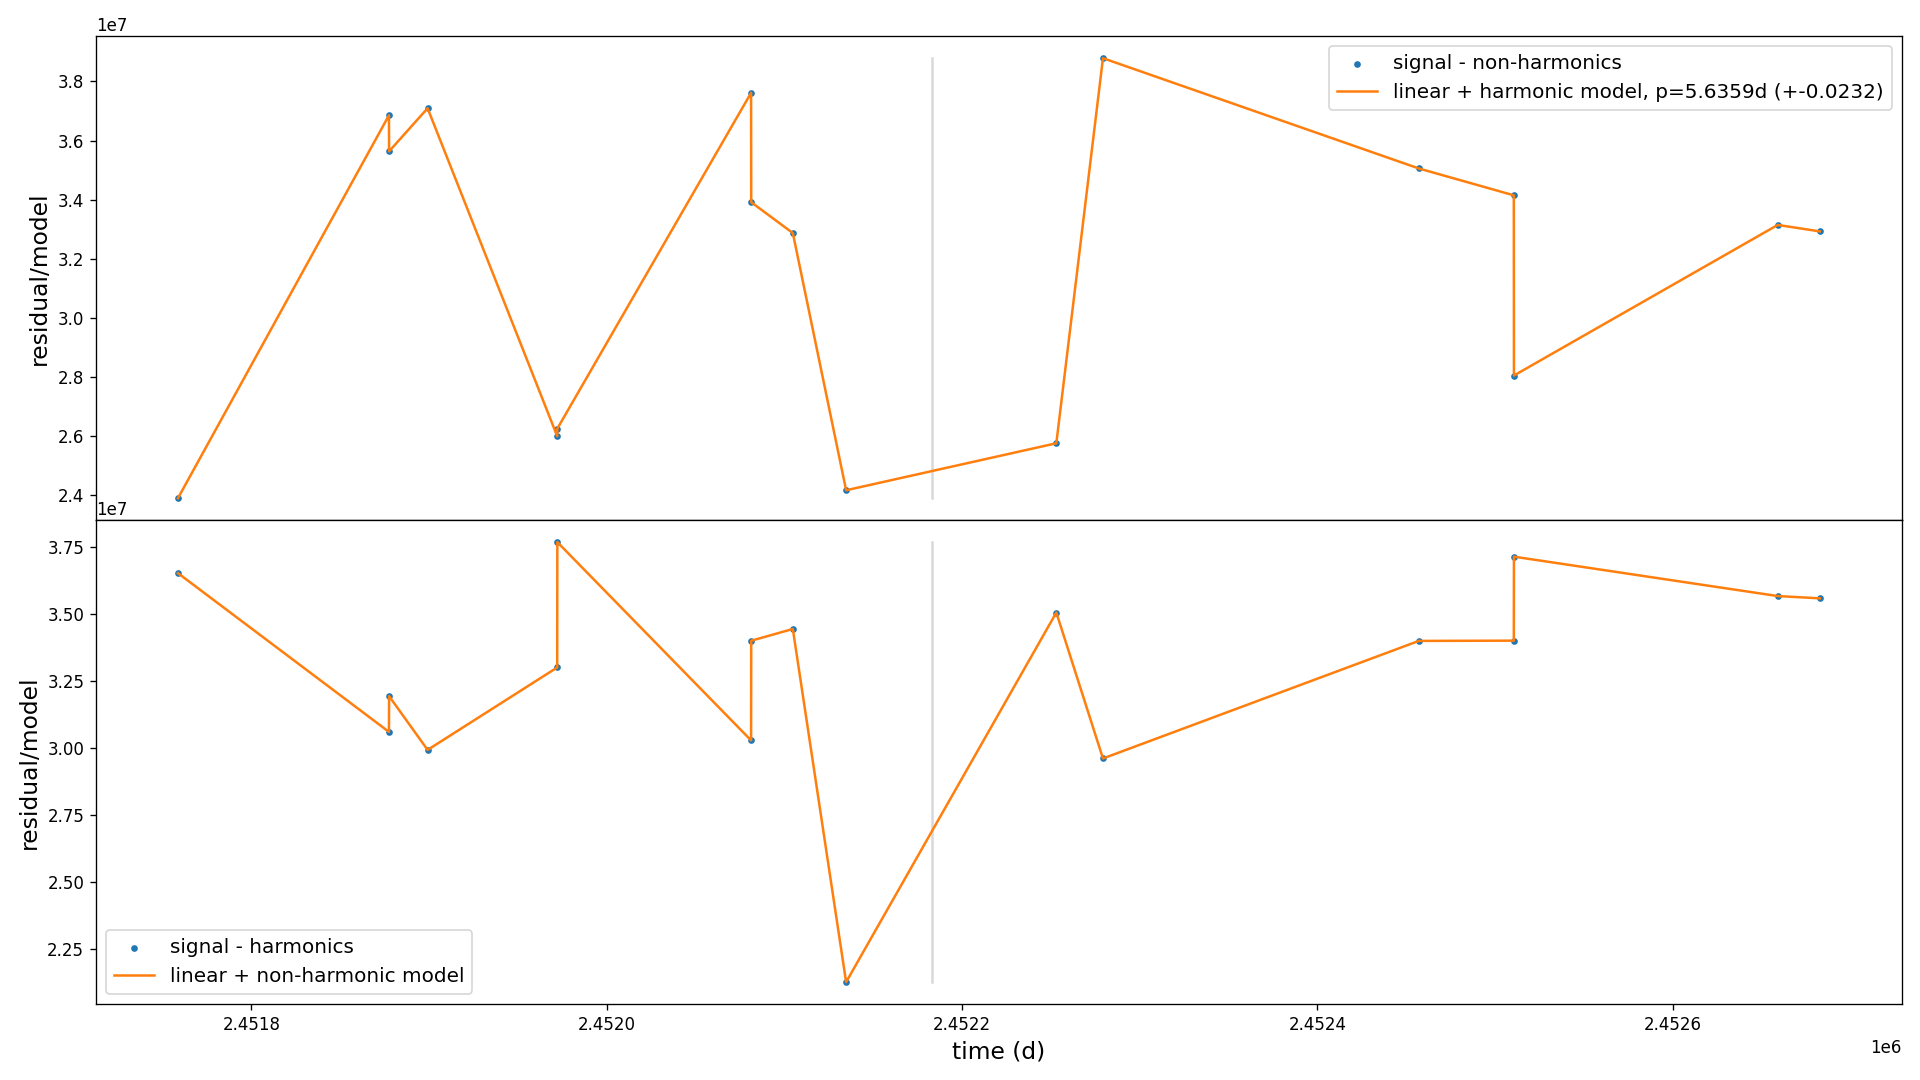 1e7
3.8
3.6
3.4
3.2
3.0
2.8
2.6
2.4
residual/model
signal - non-harmonics
linear + harmonic model, p=5.6359d (+-0.0232)
1e7
3.75
3.50
3.25
3.00
2.75
2.50
2.25
residual/model
signal - harmonics
linear + non-harmonic model
2.4518 2.4520 2.4522 2.4524 2.4526
time (d)
1e6